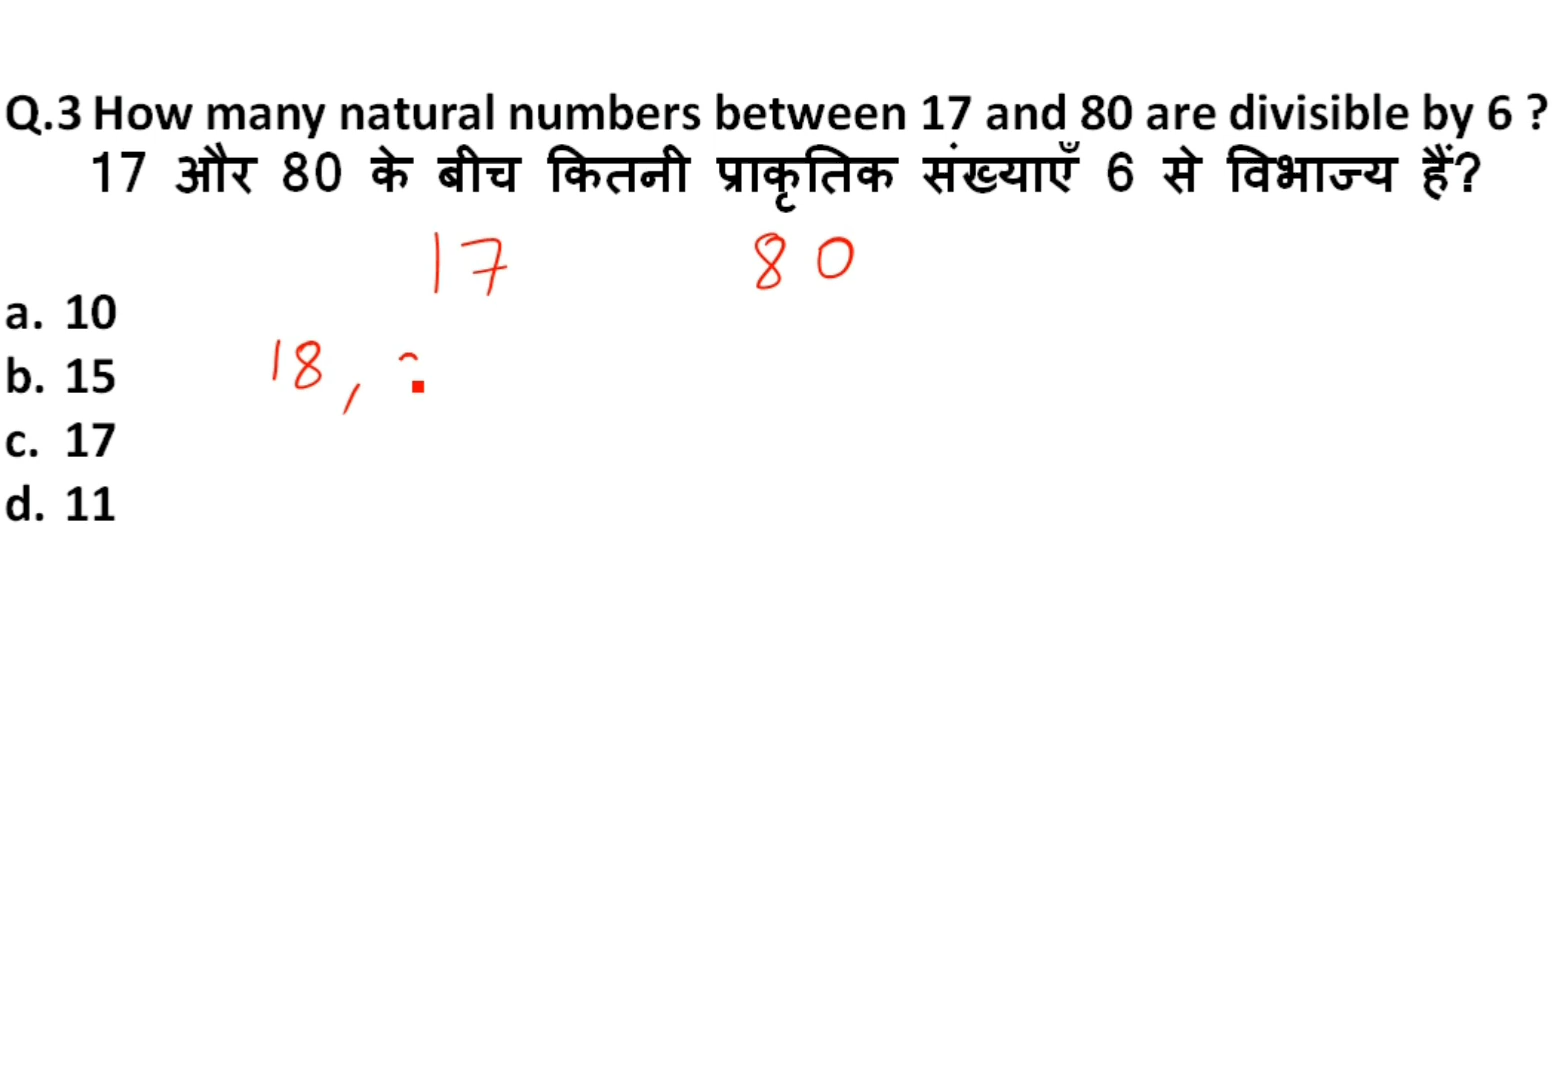 Q.3 How many natural numbers between 17 and 80 are divisible by 6 ?
17 और 80 के बीच कितनी प्राकृतिक संख्याएँ 6 से विभाज्य हैं?
17 80
a. 10
18,
b. 15
c. 17
d. 11